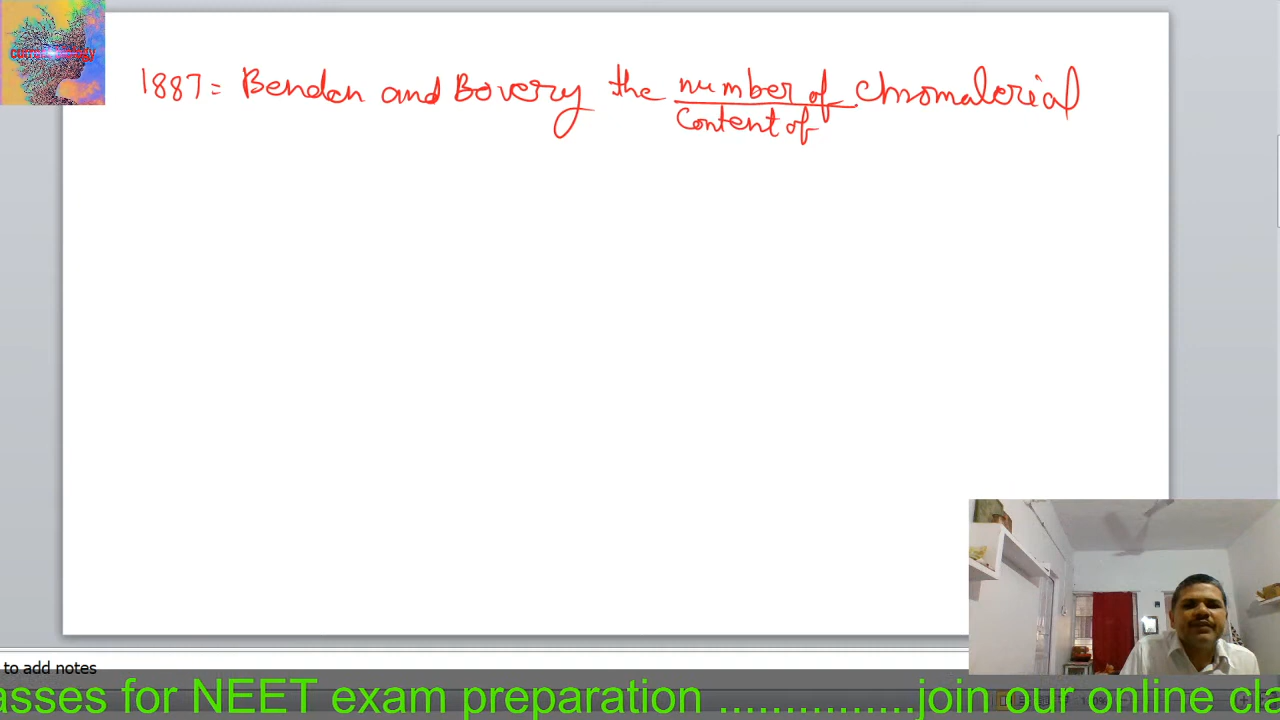 1887= Bendan and Bovery the number of chromaterial
content of
to add notes
asses for NEET exam preparation ...............join our online cla